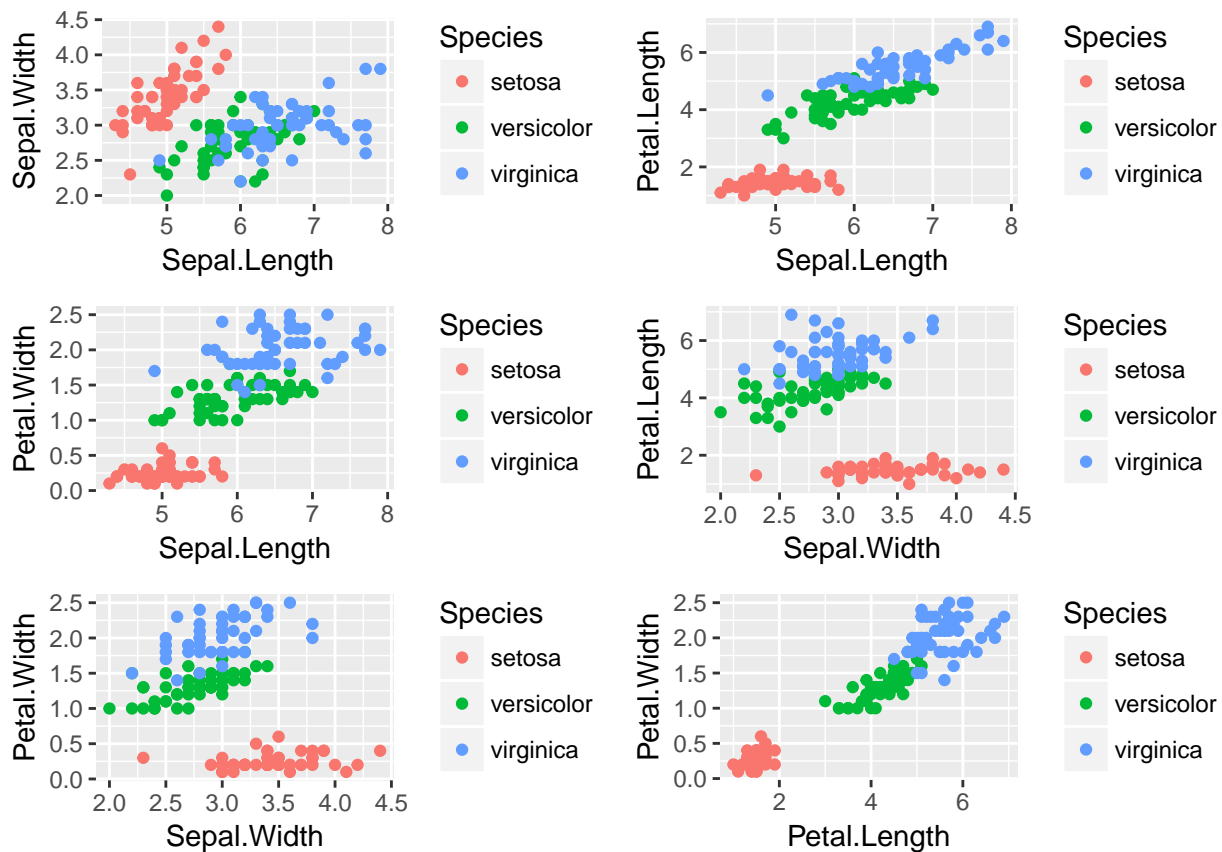 Sepal.Width
4.5
4.0
3.5
3.0
2.5
2.0
5 6 7 8
Sepal.Length
Species
setosa
versicolor
virginica
Petal.Length
6
4
2
5 6 7 8
Sepal.Length
Species
setosa
versicolor
virginica
Petal.Width
2.5
2.0
1.5
1.0
0.5
0.0
5 6 7 8
Sepal.Length
Species
setosa
versicolor
virginica
Petal.Length
6
4
2
2.0 2.5 3.0 3.5 4.0 4.5
Sepal.Width
Species
setosa
versicolor
virginica
Petal.Width
2.5
2.0
1.5
1.0
0.5
0.0
2.0 2.5 3.0 3.5 4.0 4.5
Sepal.Width
Species
setosa
versicolor
virginica
Petal.Width
2.5
2.0
1.5
1.0
0.5
0.0
2 4 6
Petal.Length
Species
setosa
versicolor
virginica